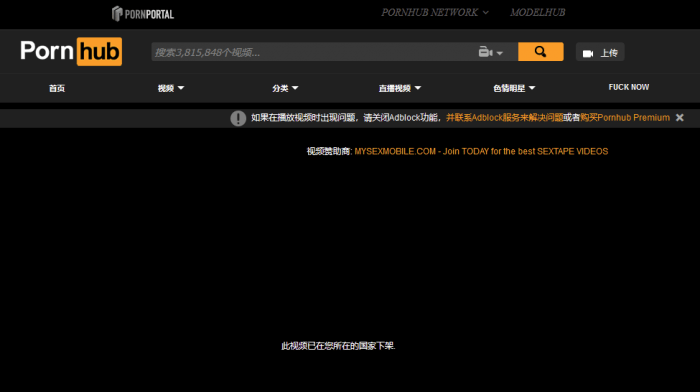 PORNPORTAL PORNHUB NETWORK MODELHUB
Pornhub 搜索3,815,848个视频... 上传
首页 视频 分类 直播视频 色情明星 FUCK NOW
如果在播放视频时出现问题，请关闭Adblock功能，并联系Adblock服务来解决问题或者购买Pornhub Premium
视频赞助商: MYSEXMOBILE.COM - Join TODAY for the best SEXTAPE VIDEOS
此视频已在您所在的国家下架.